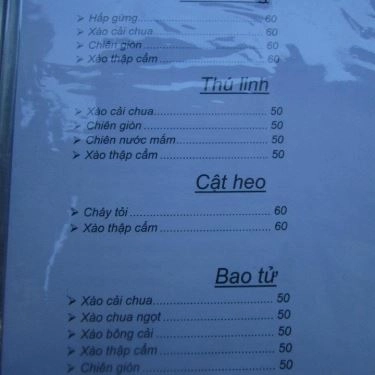 ➢ Hấp gừng............60
➢ Xào cải chua............60
➢ Chiên giòn............60
➢ Xào thập cẩm............60
Thú linh
➢ Xào cải chua............50
➢ Chiên giòn............50
➢ Chiên nước mắm............50
➢ Xào thập cẩm............50
Cật heo
➢ Cháy tỏi............60
➢ Xào thập cẩm............60
Bao tử
➢ Xào cải chua............50
➢ Xào chua ngọt............50
➢ Xào bông cải............50
➢ Xào thập cẩm............50
➢ Chiên giòn............50